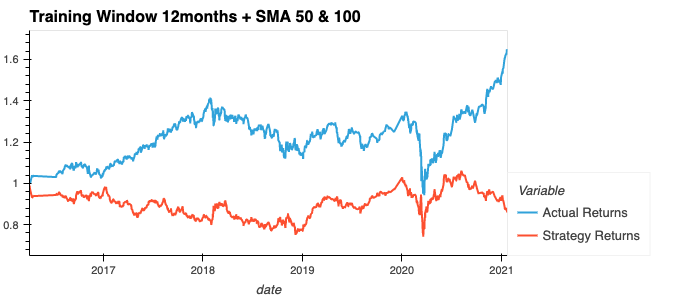 Training Window 12months + SMA 50 & 100
1.6
1.4
1.2
1
0.8
2017 2018 2019 2020 2021
date
Variable
Actual Returns
Strategy Returns